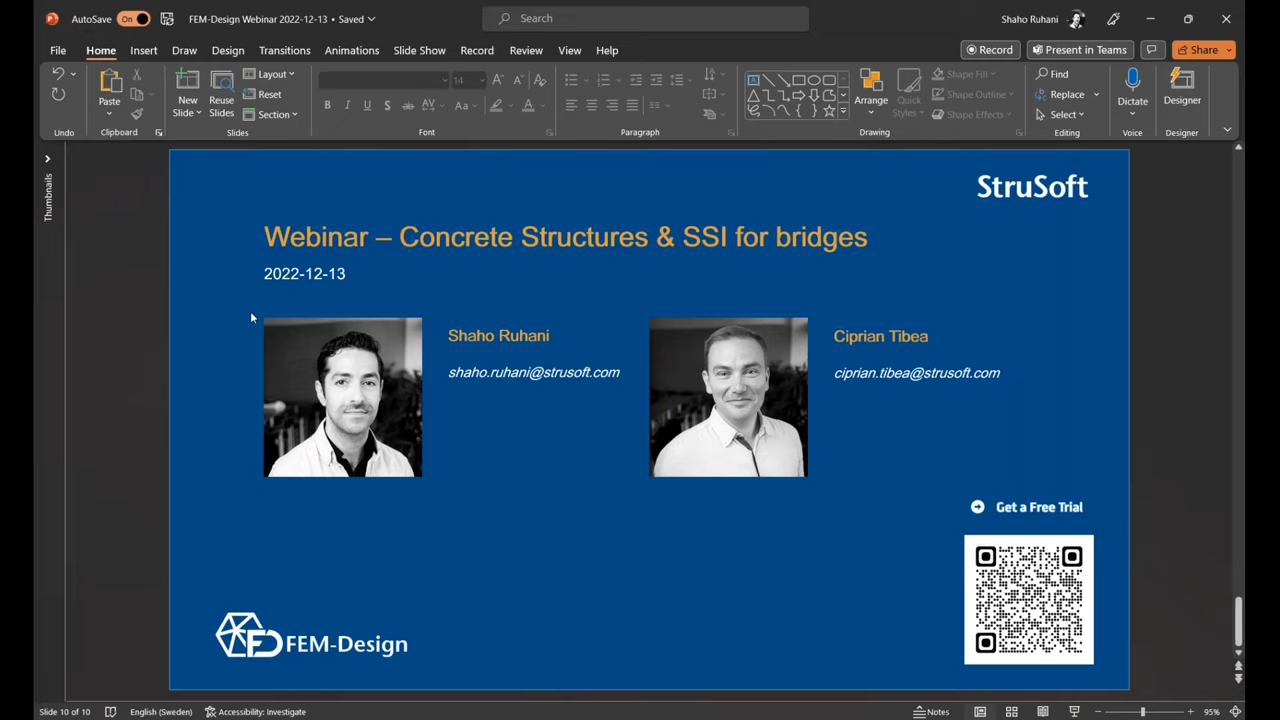 AutoSave On FEM-Design Webinar 2022-12-13 • Saved Search Shaho Ruhani
File Home Insert Draw Design Transitions Animations Slide Show Record Review View Help Record Present in Teams Share
Paste New Slide Reuse Slides Layout Reset Section 14 Arrange Quick Styles Shape Fill Shape Outline Shape Effects Find Replace Select Dictate Designer
Undo Clipboard Slides Font Paragraph Drawing Editing Voice Designer
Thumbnails
StruSoft
Webinar – Concrete Structures & SSI for bridges
2022-12-13
Shaho Ruhani
shaho.ruhani@strusoft.com
Ciprian Tibea
ciprian.tibea@strusoft.com
Get a Free Trial
FD FEM-Design
Slide 10 of 10 English (Sweden) Accessibility: Investigate Notes 95%